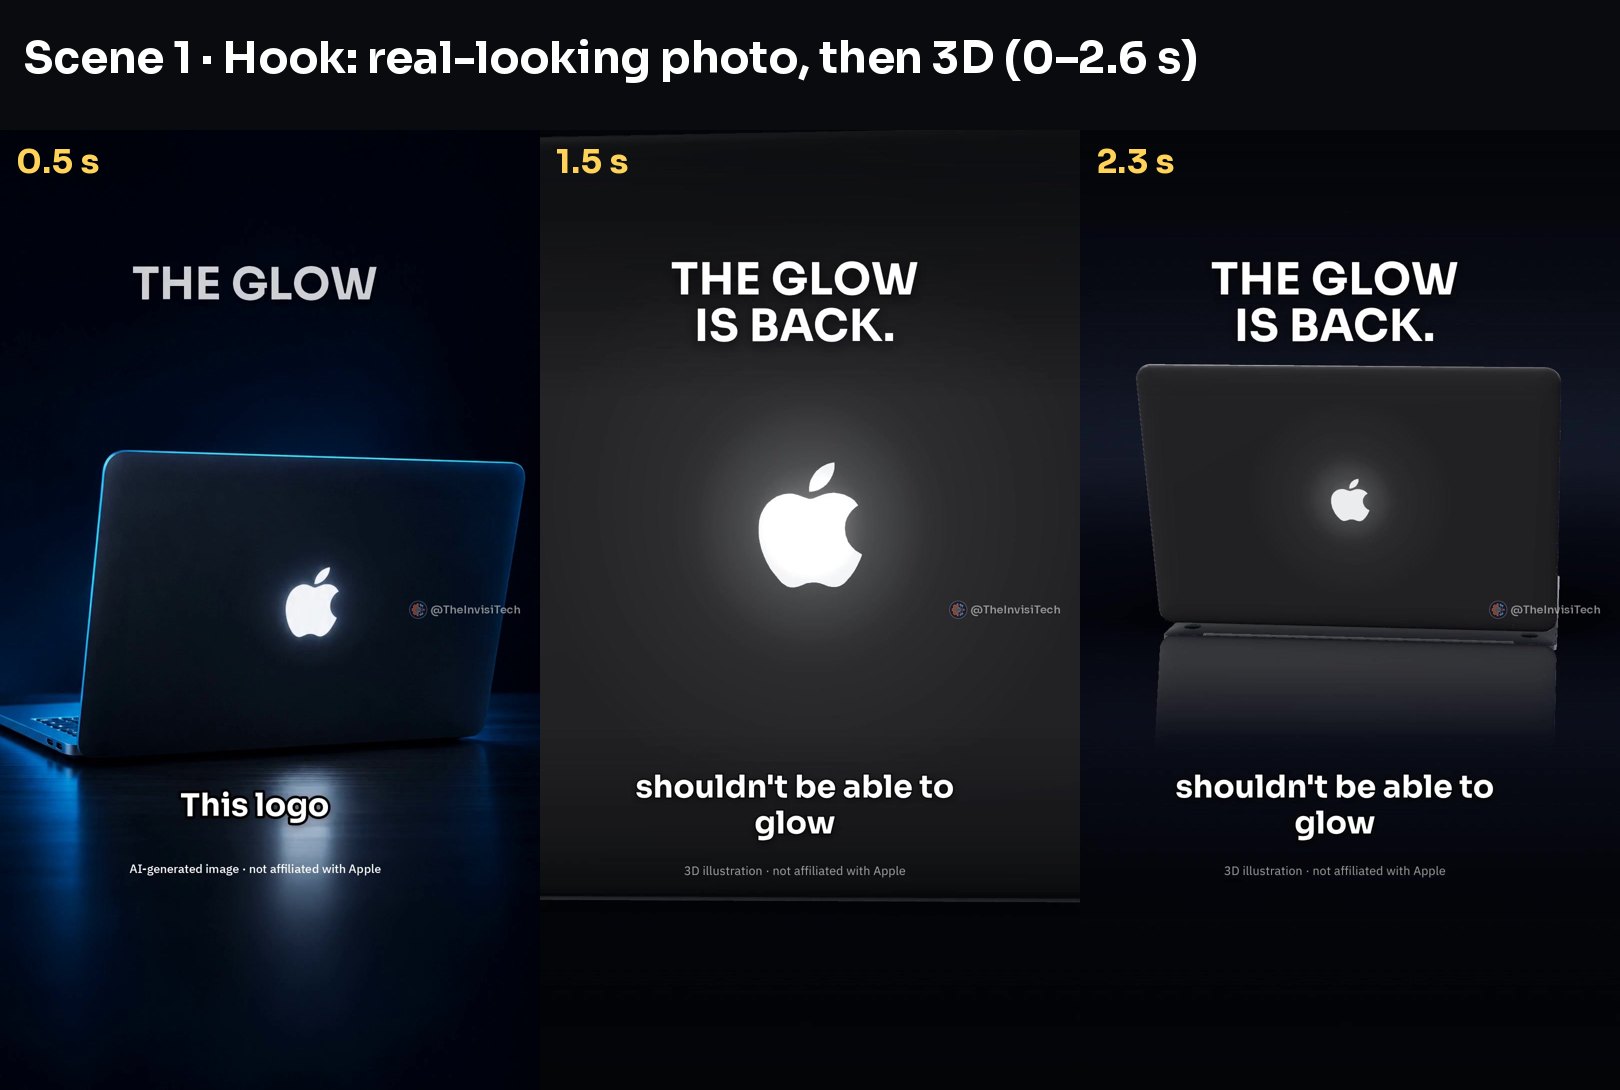 Scene 1 · Hook: real-looking photo, then 3D (0–2.6 s)
0.5 s
THE GLOW
@TheInvisiTech
This logo
AI-generated image · not affiliated with Apple
1.5 s
THE GLOW
IS BACK.
@TheInvisiTech
shouldn't be able to
glow
3D illustration · not affiliated with Apple
2.3 s
THE GLOW
IS BACK.
@TheInvisiTech
shouldn't be able to
glow
3D illustration · not affiliated with Apple